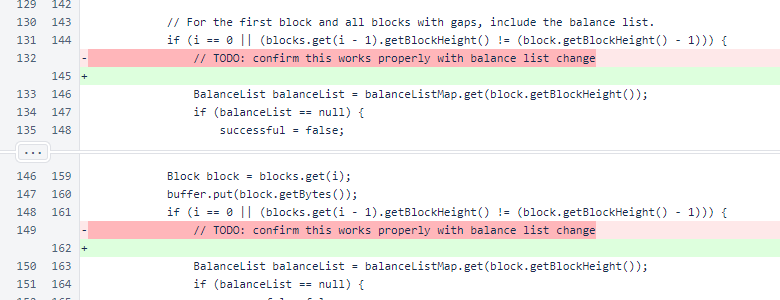 129 142
130 143 // For the first block and all blocks with gaps, include the balance list.
131 144 if (i == 0 || (blocks.get(i - 1).getBlockHeight() != (block.getBlockHeight() - 1))) {
132 - // TODO: confirm this works properly with balance list change
145 +
133 146 BalanceList balanceList = balanceListMap.get(block.getBlockHeight());
134 147 if (balanceList == null) {
135 148 successful = false;
...
146 159 Block block = blocks.get(i);
147 160 buffer.put(block.getBytes());
148 161 if (i == 0 || (blocks.get(i - 1).getBlockHeight() != (block.getBlockHeight() - 1))) {
149 - // TODO: confirm this works properly with balance list change
162 +
150 163 BalanceList balanceList = balanceListMap.get(block.getBlockHeight());
151 164 if (balanceList == null) {